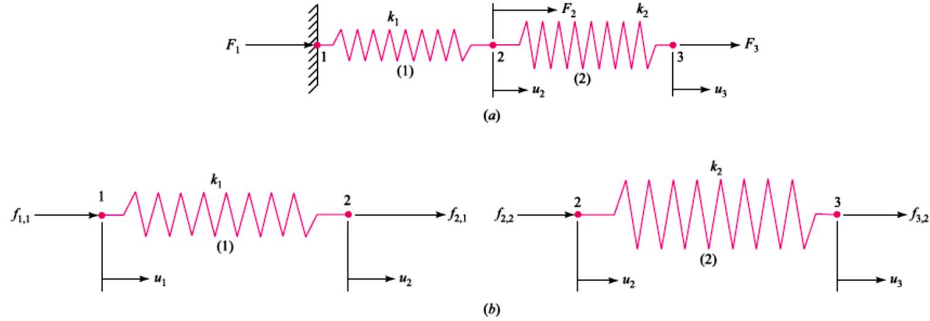 F₂
k₁
k₂
F₁
1
2
3
F₃
(1)
(2)
u₂
u₃
(a)
k₁
k₂
1
2
2
3
f₁,₁
f₂,₁
f₂,₂
f₃,₂
(1)
(2)
u₁
u₂
u₂
u₃
(b)